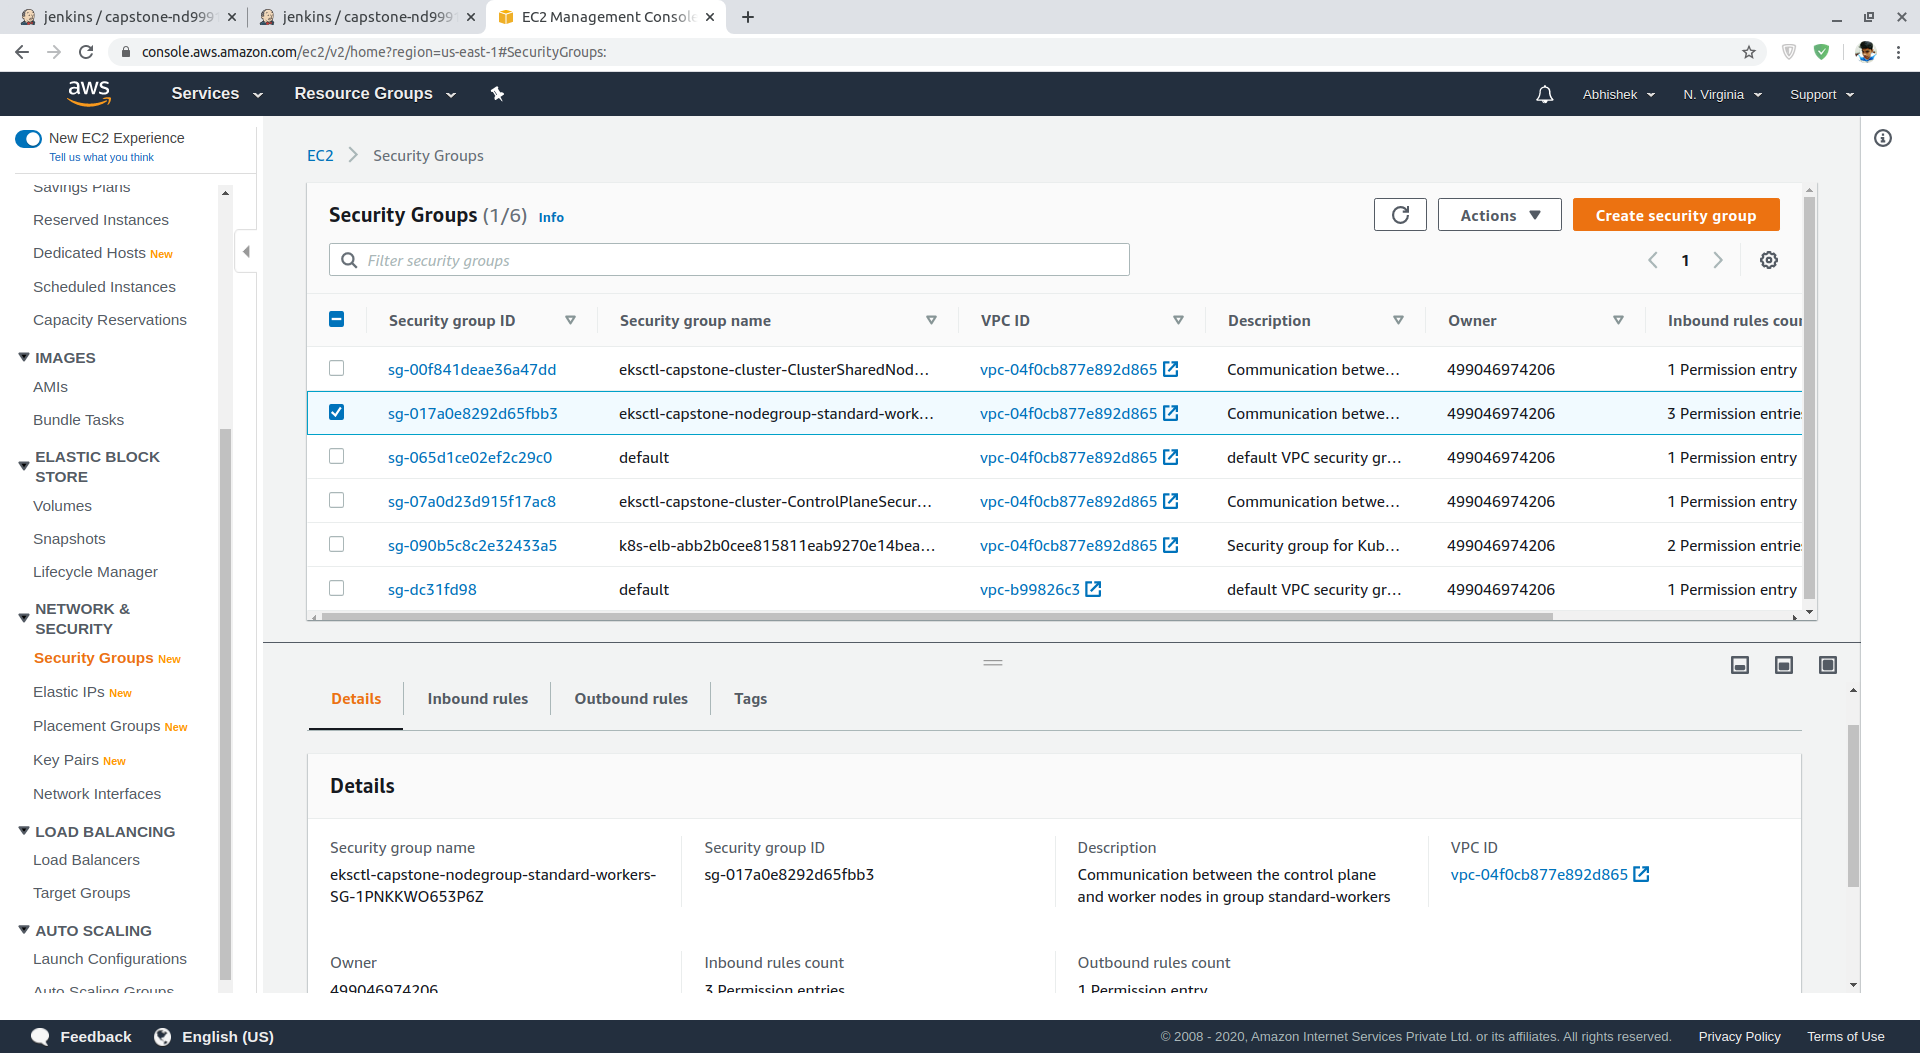 jenkins / capstone-nd999
jenkins / capstone-nd999
EC2 Management Consol
console.aws.amazon.com/ec2/v2/home?region=us-east-1#SecurityGroups:
aws
Services
Resource Groups
Abhishek
N. Virginia
Support
New EC2 Experience
Tell us what you think
Savings Plans
Reserved Instances
Dedicated Hosts New
Scheduled Instances
Capacity Reservations
IMAGES
AMIs
Bundle Tasks
ELASTIC BLOCK
STORE
Volumes
Snapshots
Lifecycle Manager
NETWORK &
SECURITY
Security Groups New
Elastic IPs New
Placement Groups New
Key Pairs New
Network Interfaces
LOAD BALANCING
Load Balancers
Target Groups
AUTO SCALING
Launch Configurations
Auto Scaling Groups
EC2 > Security Groups
Security Groups (1/6) Info
Actions
Create security group
Filter security groups
1
Security group ID Security group name VPC ID Description Owner Inbound rules cou
sg-00f841deae36a47dd eksctl-capstone-cluster-ClusterSharedNod… vpc-04f0cb877e892d865 Communication betwe… 499046974206 1 Permission entry
sg-017a0e8292d65fbb3 eksctl-capstone-nodegroup-standard-work… vpc-04f0cb877e892d865 Communication betwe… 499046974206 3 Permission entrie
sg-065d1ce02ef2c29c0 default vpc-04f0cb877e892d865 default VPC security gr… 499046974206 1 Permission entry
sg-07a0d23d915f17ac8 eksctl-capstone-cluster-ControlPlaneSecur… vpc-04f0cb877e892d865 Communication betwe… 499046974206 1 Permission entry
sg-090b5c8c2e32433a5 k8s-elb-abb2b0cee815811eab9270e14bea… vpc-04f0cb877e892d865 Security group for Kub… 499046974206 2 Permission entrie
sg-dc31fd98 default vpc-b99826c3 default VPC security gr… 499046974206 1 Permission entry
Details
Inbound rules
Outbound rules
Tags
Details
Security group name
eksctl-capstone-nodegroup-standard-workers-
SG-1PNKKWO653P6Z
Security group ID
sg-017a0e8292d65fbb3
Description
Communication between the control plane
and worker nodes in group standard-workers
VPC ID
vpc-04f0cb877e892d865
Owner
499046974206
Inbound rules count
3 Permission entries
Outbound rules count
1 Permission entry
Feedback
English (US)
© 2008 - 2020, Amazon Internet Services Private Ltd. or its affiliates. All rights reserved.
Privacy Policy
Terms of Use